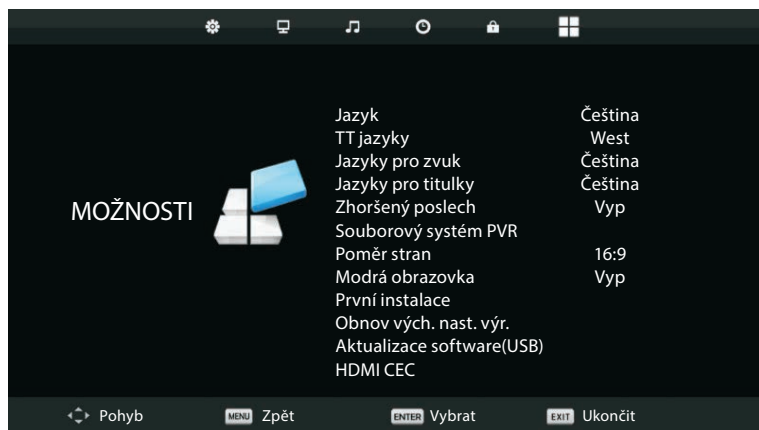 MOŽNOSTI
Jazyk Čeština
TT jazyky West
Jazyky pro zvuk Čeština
Jazyky pro titulky Čeština
Zhoršený poslech Vyp
Souborový systém PVR
Poměr stran 16:9
Modrá obrazovka Vyp
První instalace
Obnov vých. nast. výr.
Aktualizace software(USB)
HDMI CEC
Pohyb MENU Zpět ENTER Vybrat EXIT Ukončit